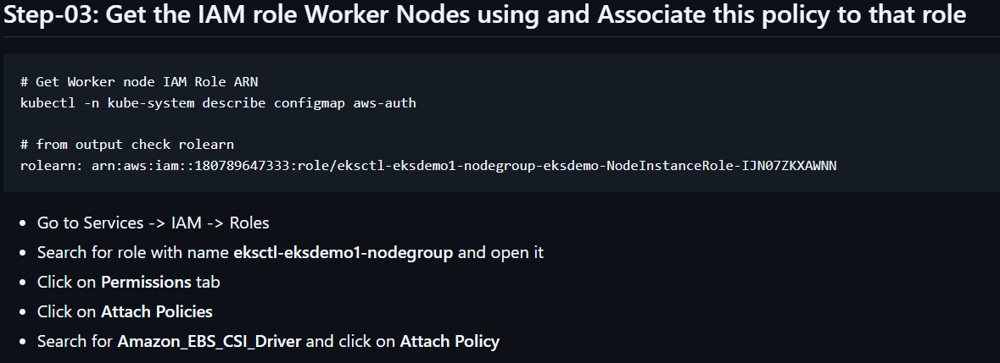 Step-03: Get the IAM role Worker Nodes using and Associate this policy to that role
# Get Worker node IAM Role ARN
kubectl -n kube-system describe configmap aws-auth
# from output check rolearn
rolearn: arn:aws:iam::180789647333:role/eksctl-eksdemo1-nodegroup-eksdemo-NodeInstanceRole-IJN07ZKXAWNN
Go to Services -> IAM -> Roles
Search for role with name eksctl-eksdemo1-nodegroup and open it
Click on Permissions tab
Click on Attach Policies
Search for Amazon_EBS_CSI_Driver and click on Attach Policy